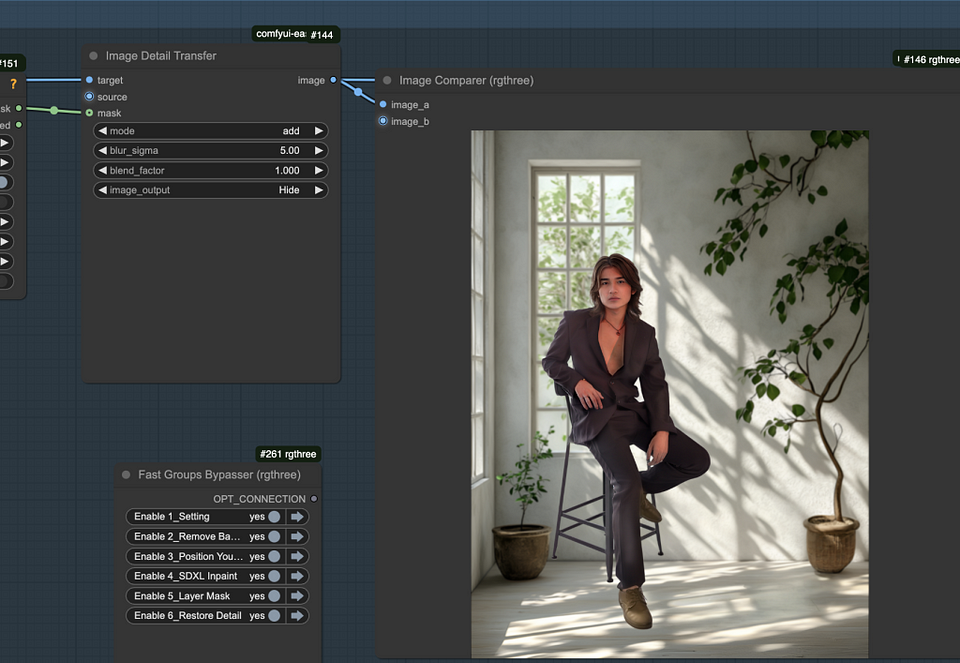 comfyui-ea
#144
#151
Image Detail Transfer
#146 rgthree
?
target
image
Image Comparer (rgthree)
source
image_a
sk
mask
image_b
ed
mode add
blur_sigma 5.00
blend_factor 1.000
image_output Hide
#261 rgthree
Fast Groups Bypasser (rgthree)
OPT_CONNECTION
Enable 1_Setting yes
Enable 2_Remove Ba... yes
Enable 3_Position You... yes
Enable 4_SDXL Inpaint yes
Enable 5_Layer Mask yes
Enable 6_Restore Detail yes